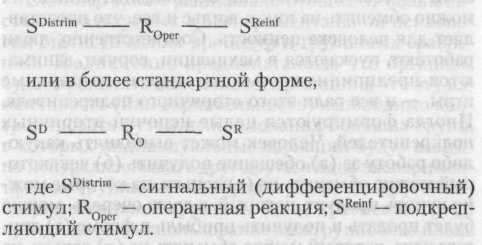 S^Distrim —— R_Oper —— S^Reinf
или в более стандартной форме,
S^D —— R_O —— S^R
где S^Distrim — сигнальный (дифференцировочный)
стимул; R_Oper — оперантная реакция; S^Reinf — подкреп-
ляющий стимул.